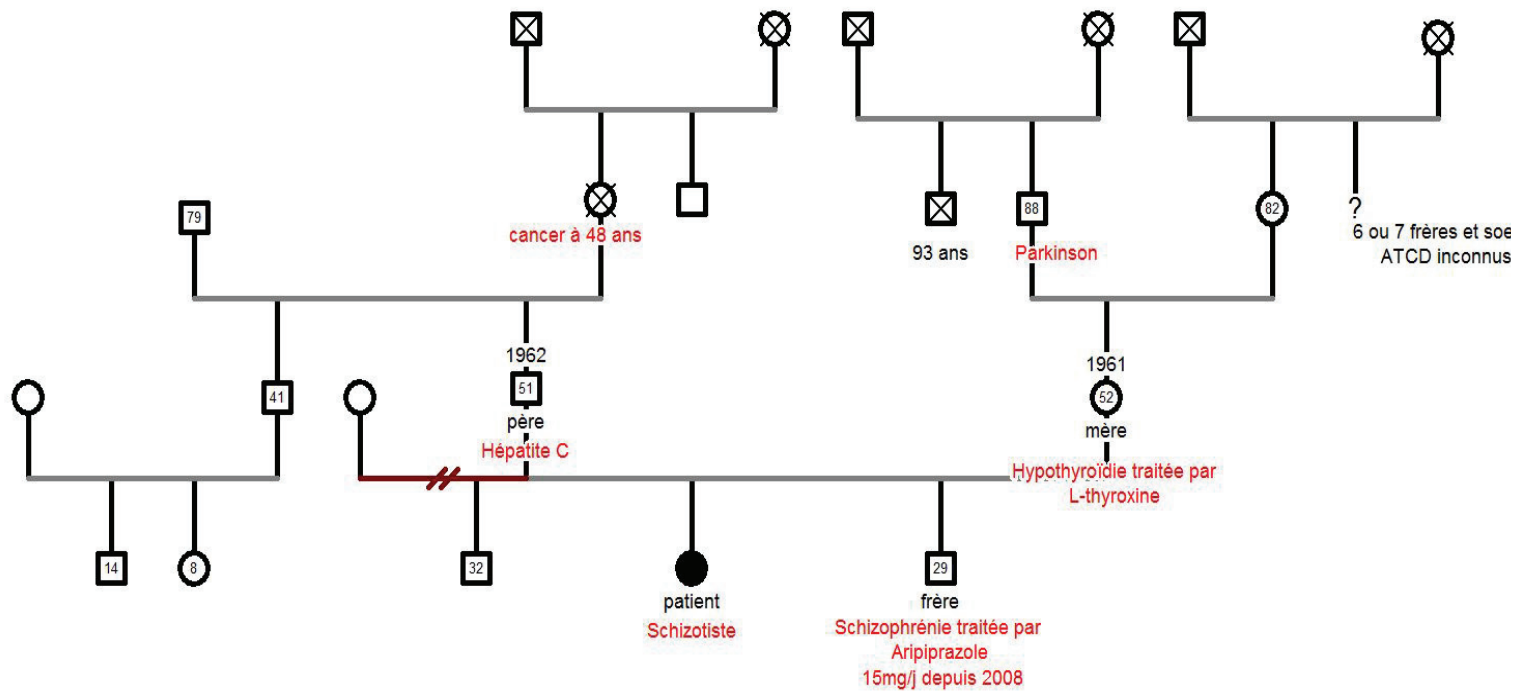 79
cancer à 48 ans
93 ans
88
Parkinson
82
?
6 ou 7 frères et soe
ATCD inconnus
41
1962
51
père
Hépatite C
1961
52
mère
Hypothyroïdie traitée par
L-thyroxine
14
8
32
patient
Schizotiste
29
frère
Schizophrénie traitée par
Aripiprazole
15mg/j depuis 2008